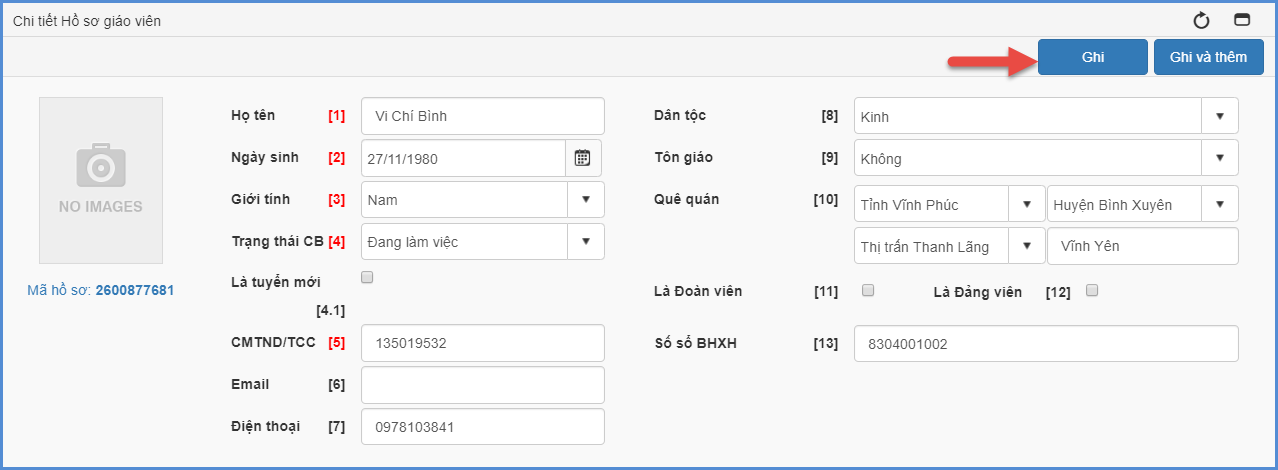 Chi tiết Hồ sơ giáo viên
Ghi
Ghi và thêm
NO IMAGES
Mã hồ sơ: 2600877681
Họ tên [1] Vi Chí Bình
Ngày sinh [2] 27/11/1980
Giới tính [3] Nam
Trạng thái CB [4] Đang làm việc
Là tuyển mới
[4.1]
CMTND/TCC [5] 135019532
Email [6]
Điện thoại [7] 0978103841
Dân tộc [8] Kinh
Tôn giáo [9] Không
Quê quán [10] Tỉnh Vĩnh Phúc Huyện Bình Xuyên
Thị trấn Thanh Lãng Vĩnh Yên
Là Đoàn viên [11] Là Đảng viên [12]
Số sổ BHXH [13] 8304001002